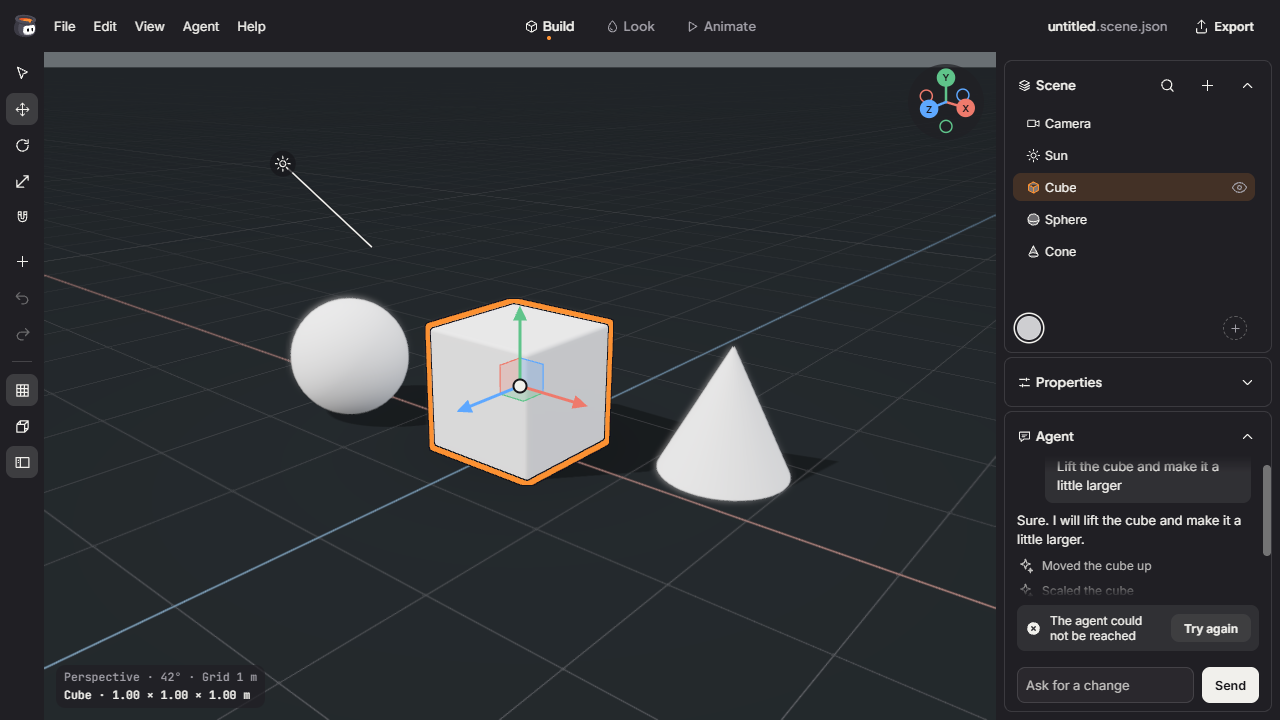 File Edit View Agent Help
Build Look Animate
untitled.scene.json Export
Y
Z X
Scene
Camera
Sun
Cube
Sphere
Cone
Properties
Agent
Lift the cube and make it a
little larger
Sure. I will lift the cube and make it a
little larger.
Moved the cube up
Scaled the cube
The agent could
not be reached
Try again
Ask for a change Send
Perspective · 42° · Grid 1 m
Cube · 1.00 × 1.00 × 1.00 m